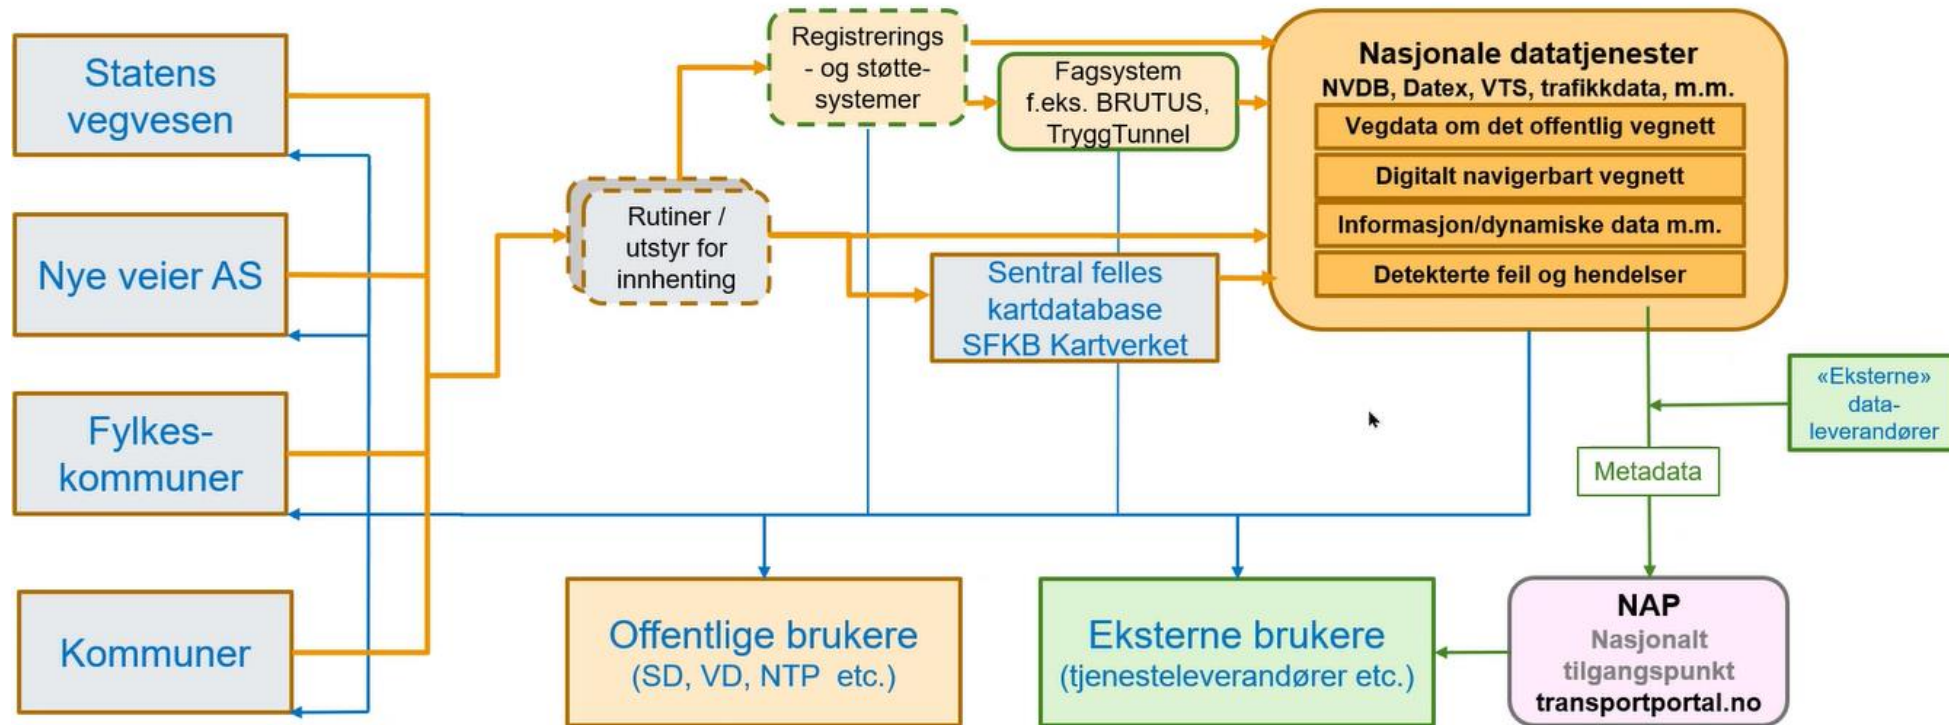 Statens
vegvesen
Nye veier AS
Fylkes-
kommuner
Kommuner
Rutiner /
utstyr for
innhenting
Registrerings
- og støtte-
systemer
Fagsystem
f.eks. BRUTUS,
TryggTunnel
Sentral felles
kartdatabase
SFKB Kartverket
Nasjonale datatjenester
NVDB, Datex, VTS, trafikkdata, m.m.
Vegdata om det offentlig vegnett
Digitalt navigerbart vegnett
Informasjon/dynamiske data m.m.
Detekterte feil og hendelser
«Eksterne»
data-
leverandører
Metadata
Offentlige brukere
(SD, VD, NTP etc.)
Eksterne brukere
(tjenesteleverandører etc.)
NAP
Nasjonalt
tilgangspunkt
transportportal.no